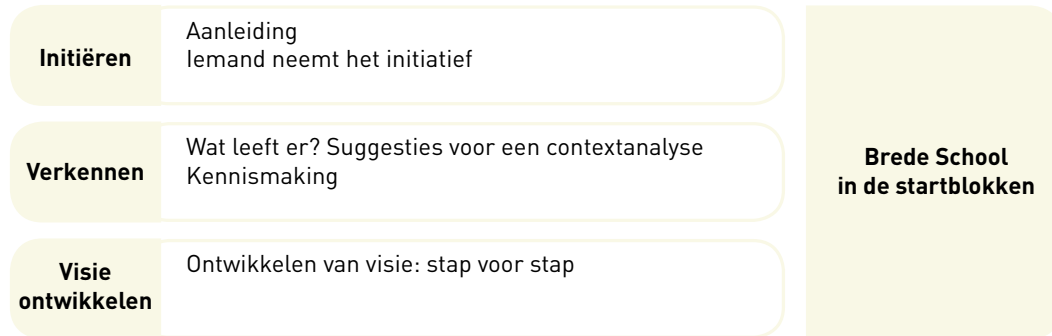 Initiëren
Aanleiding
Iemand neemt het initiatief
Verkennen
Wat leeft er? Suggesties voor een contextanalyse
Kennismaking
Visie
ontwikkelen
Ontwikkelen van visie: stap voor stap
Brede School
in de startblokken